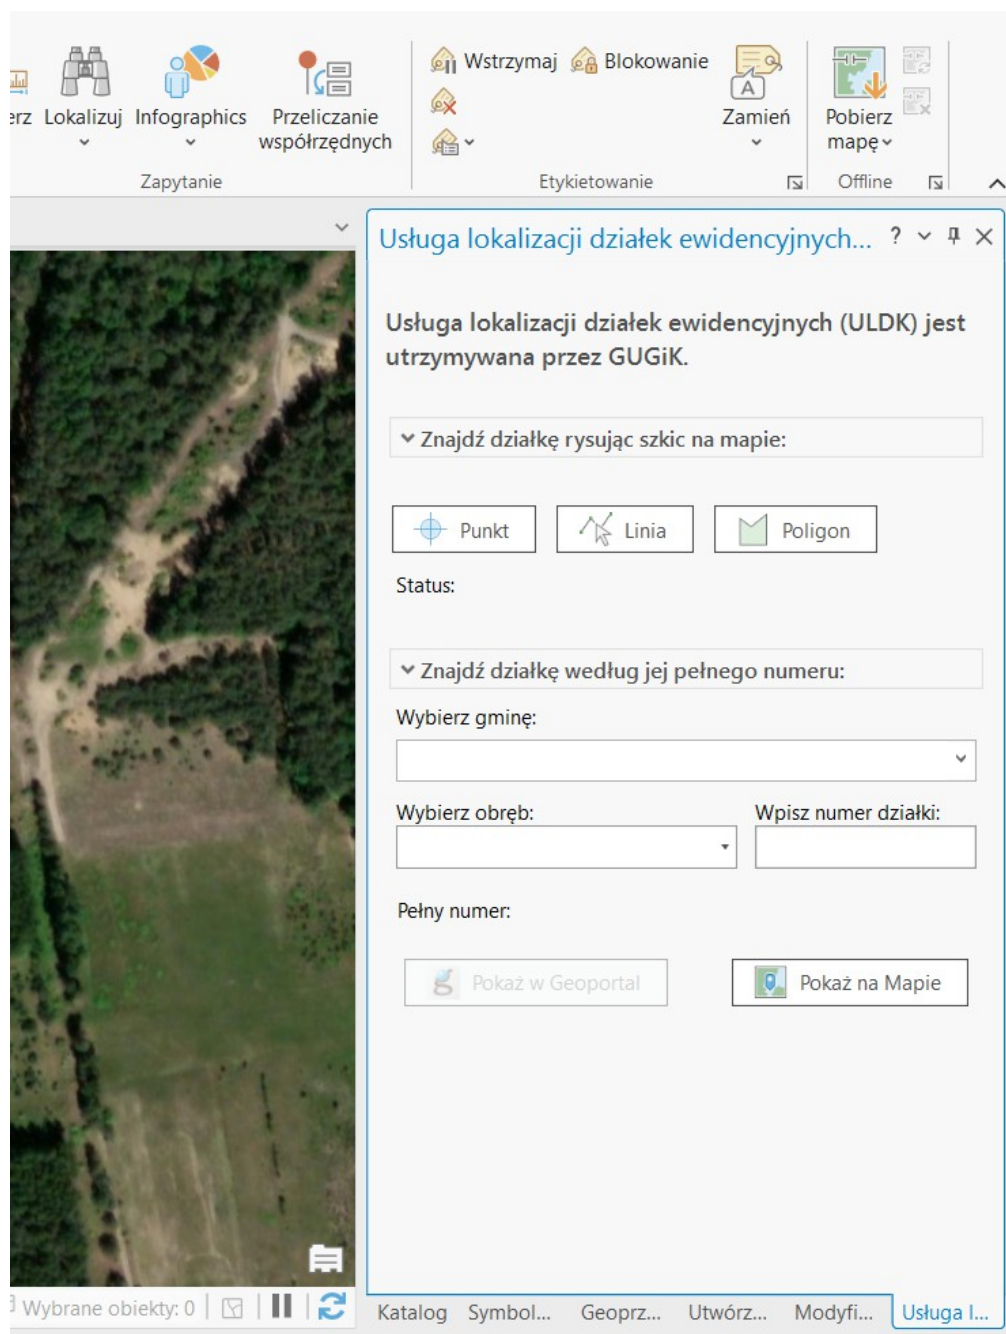 Wstrzymaj Blokowanie
erz Lokalizuj Infographics Przeliczanie współrzędnych
A
Zamień
Pobierz mapę
Zapytanie
Etykietowanie
Offline
Usługa lokalizacji działek ewidencyjnych... ?
Usługa lokalizacji działek ewidencyjnych (ULDK) jest
utrzymywana przez GUGiK.
Znajdź działkę rysując szkic na mapie:
Punkt Linia Poligon
Status:
Znajdź działkę według jej pełnego numeru:
Wybierz gminę:
Wybierz obręb: Wpisz numer działki:
Pełny numer:
Pokaż w Geoportal Pokaż na Mapie
Wybrane obiekty: 0
Katalog Symbol... Geoprz... Utwórz... Modyfi... Usługa l...